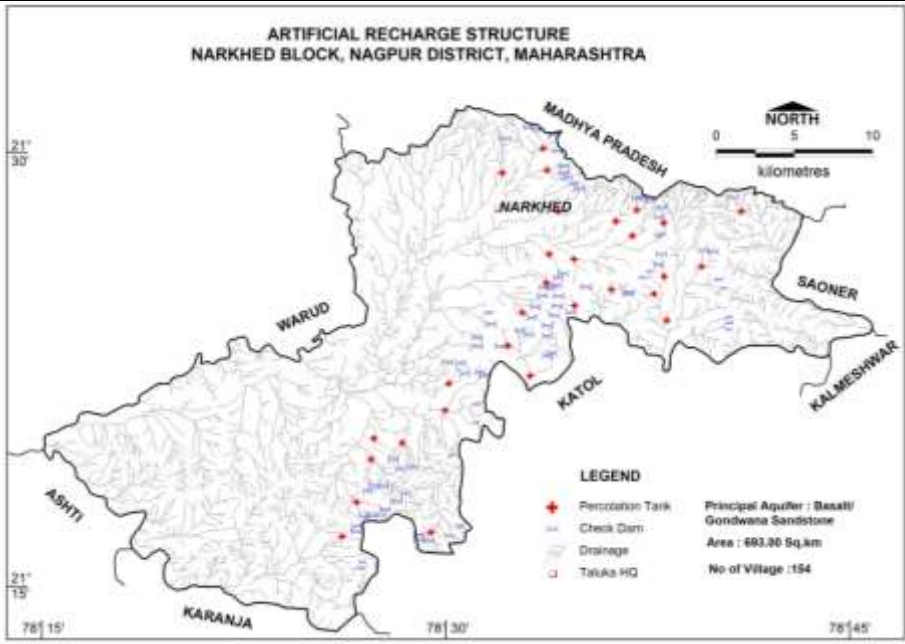 ARTIFICIAL RECHARGE STRUCTURE
NARKHED BLOCK, NAGPUR DISTRICT, MAHARASHTRA
MADHYA PRADESH
NORTH
0 5 10
kilometres
21°
30'
NARKHED
SAONER
WARUD
KATOL
KALMESHWAR
LEGEND
Percolation Tank
Check Dam
Drainage
Taluka HQ
Principal Aquifer : Basalt/
Gondwana Sandstone
Area : 693.00 Sq.km
No of Village :154
ASHTI
21°
15'
KARANJA
78°15'
78°30'
78°45'